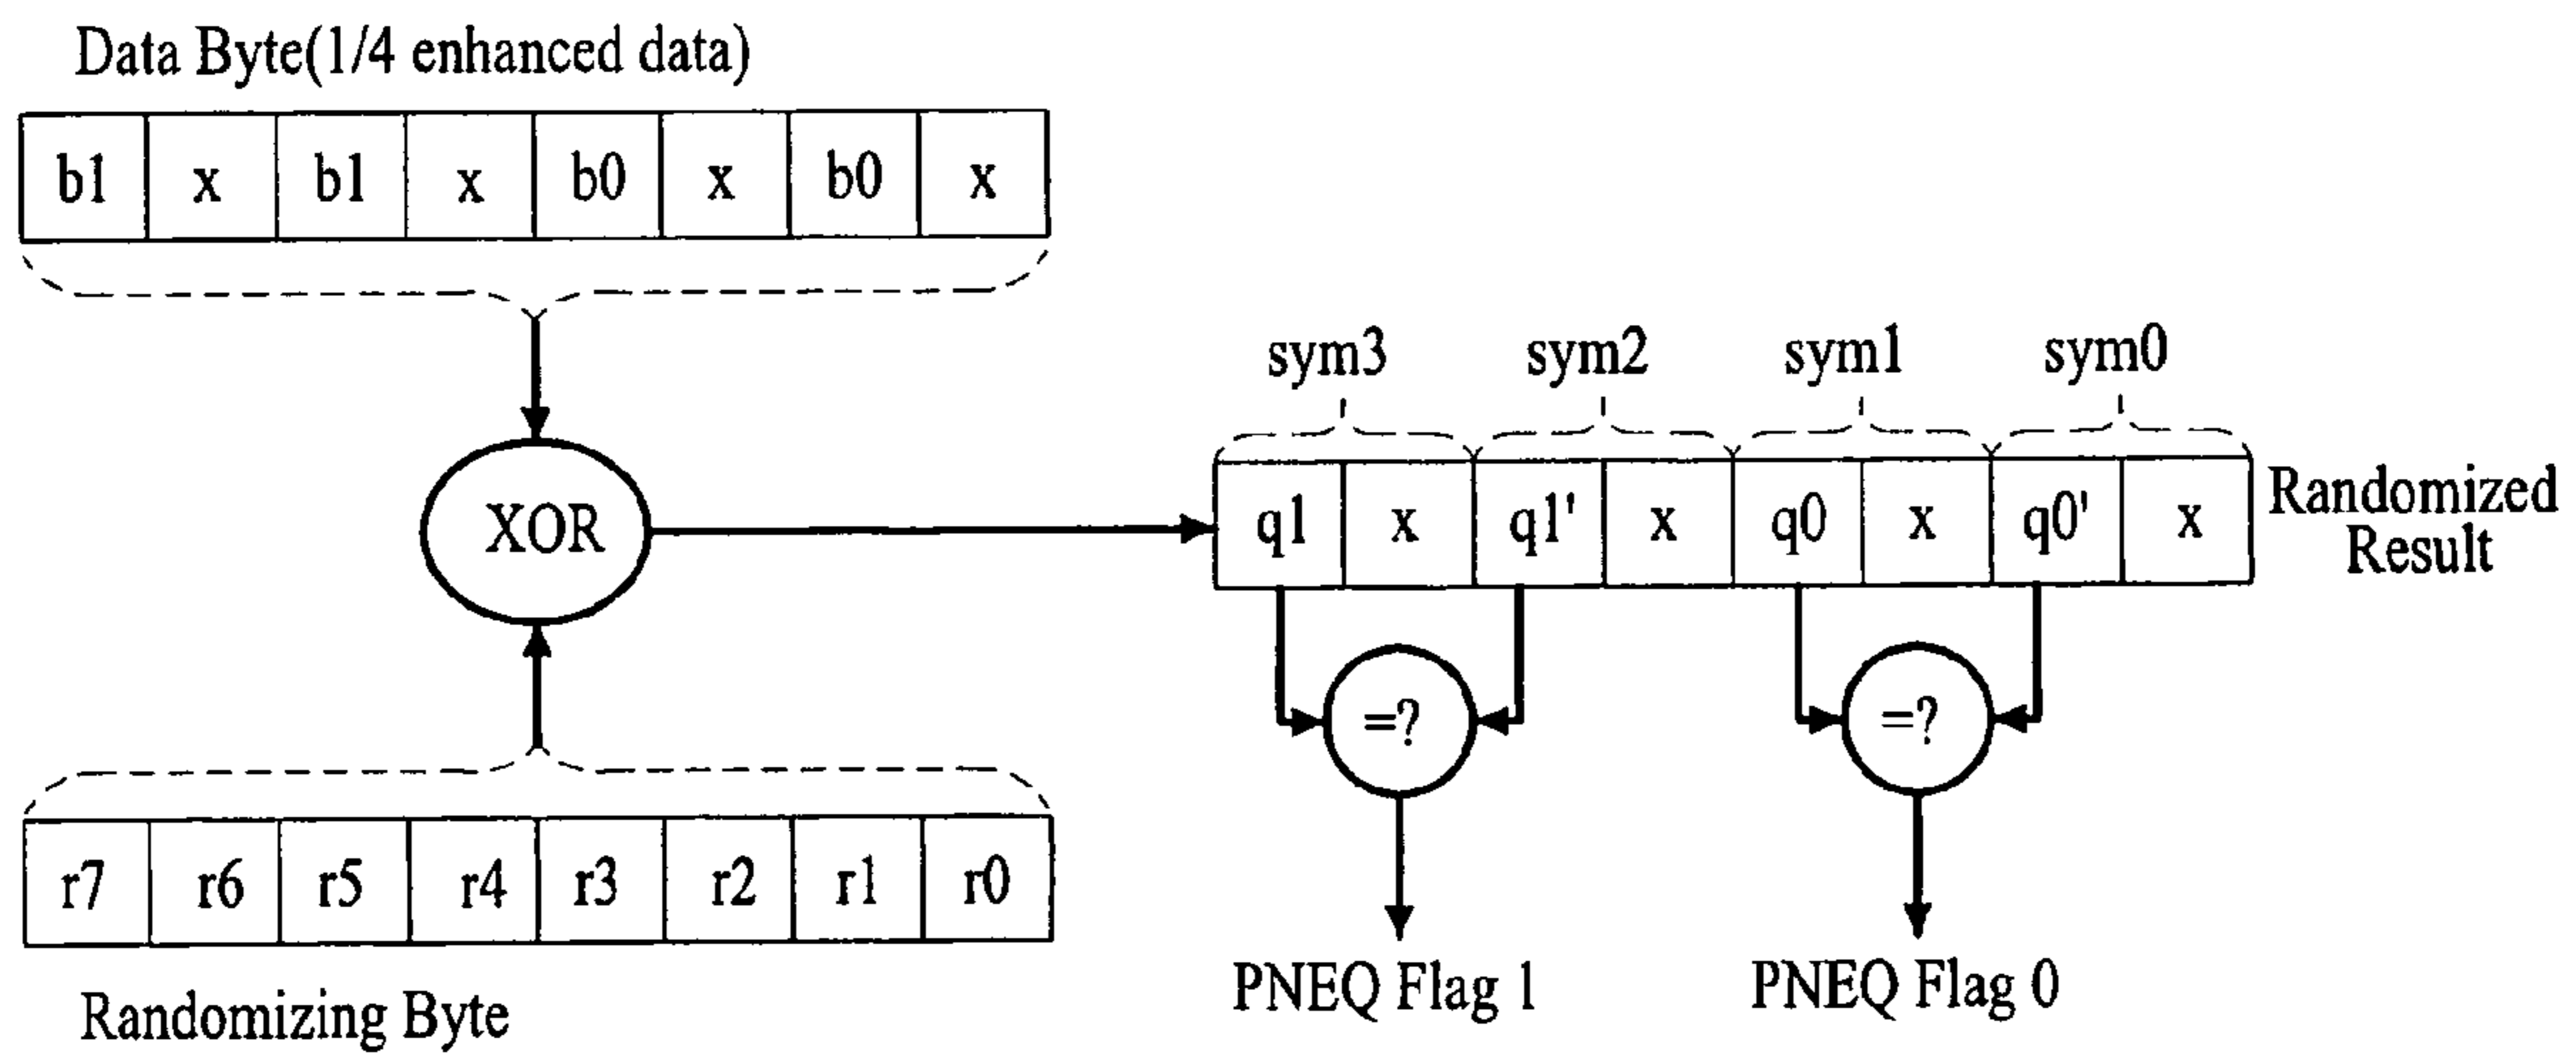 Data Byte(1/4 enhanced data)
b1 x b1 x b0 x b0 x
sym3 sym2 sym1 sym0
XOR
q1 x q1' x q0 x q0' x
Randomized
Result
=? =?
r7 r6 r5 r4 r3 r2 r1 r0
PNEQ Flag 1 PNEQ Flag 0
Randomizing Byte